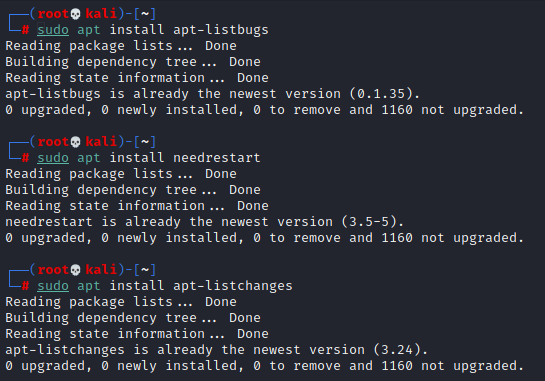 ┌──(root💀kali)-[~]
└─# sudo apt install apt-listbugs
Reading package lists... Done
Building dependency tree... Done
Reading state information... Done
apt-listbugs is already the newest version (0.1.35).
0 upgraded, 0 newly installed, 0 to remove and 1160 not upgraded.
┌──(root💀kali)-[~]
└─# sudo apt install needrestart
Reading package lists... Done
Building dependency tree... Done
Reading state information... Done
needrestart is already the newest version (3.5-5).
0 upgraded, 0 newly installed, 0 to remove and 1160 not upgraded.
┌──(root💀kali)-[~]
└─# sudo apt install apt-listchanges
Reading package lists... Done
Building dependency tree... Done
Reading state information... Done
apt-listchanges is already the newest version (3.24).
0 upgraded, 0 newly installed, 0 to remove and 1160 not upgraded.